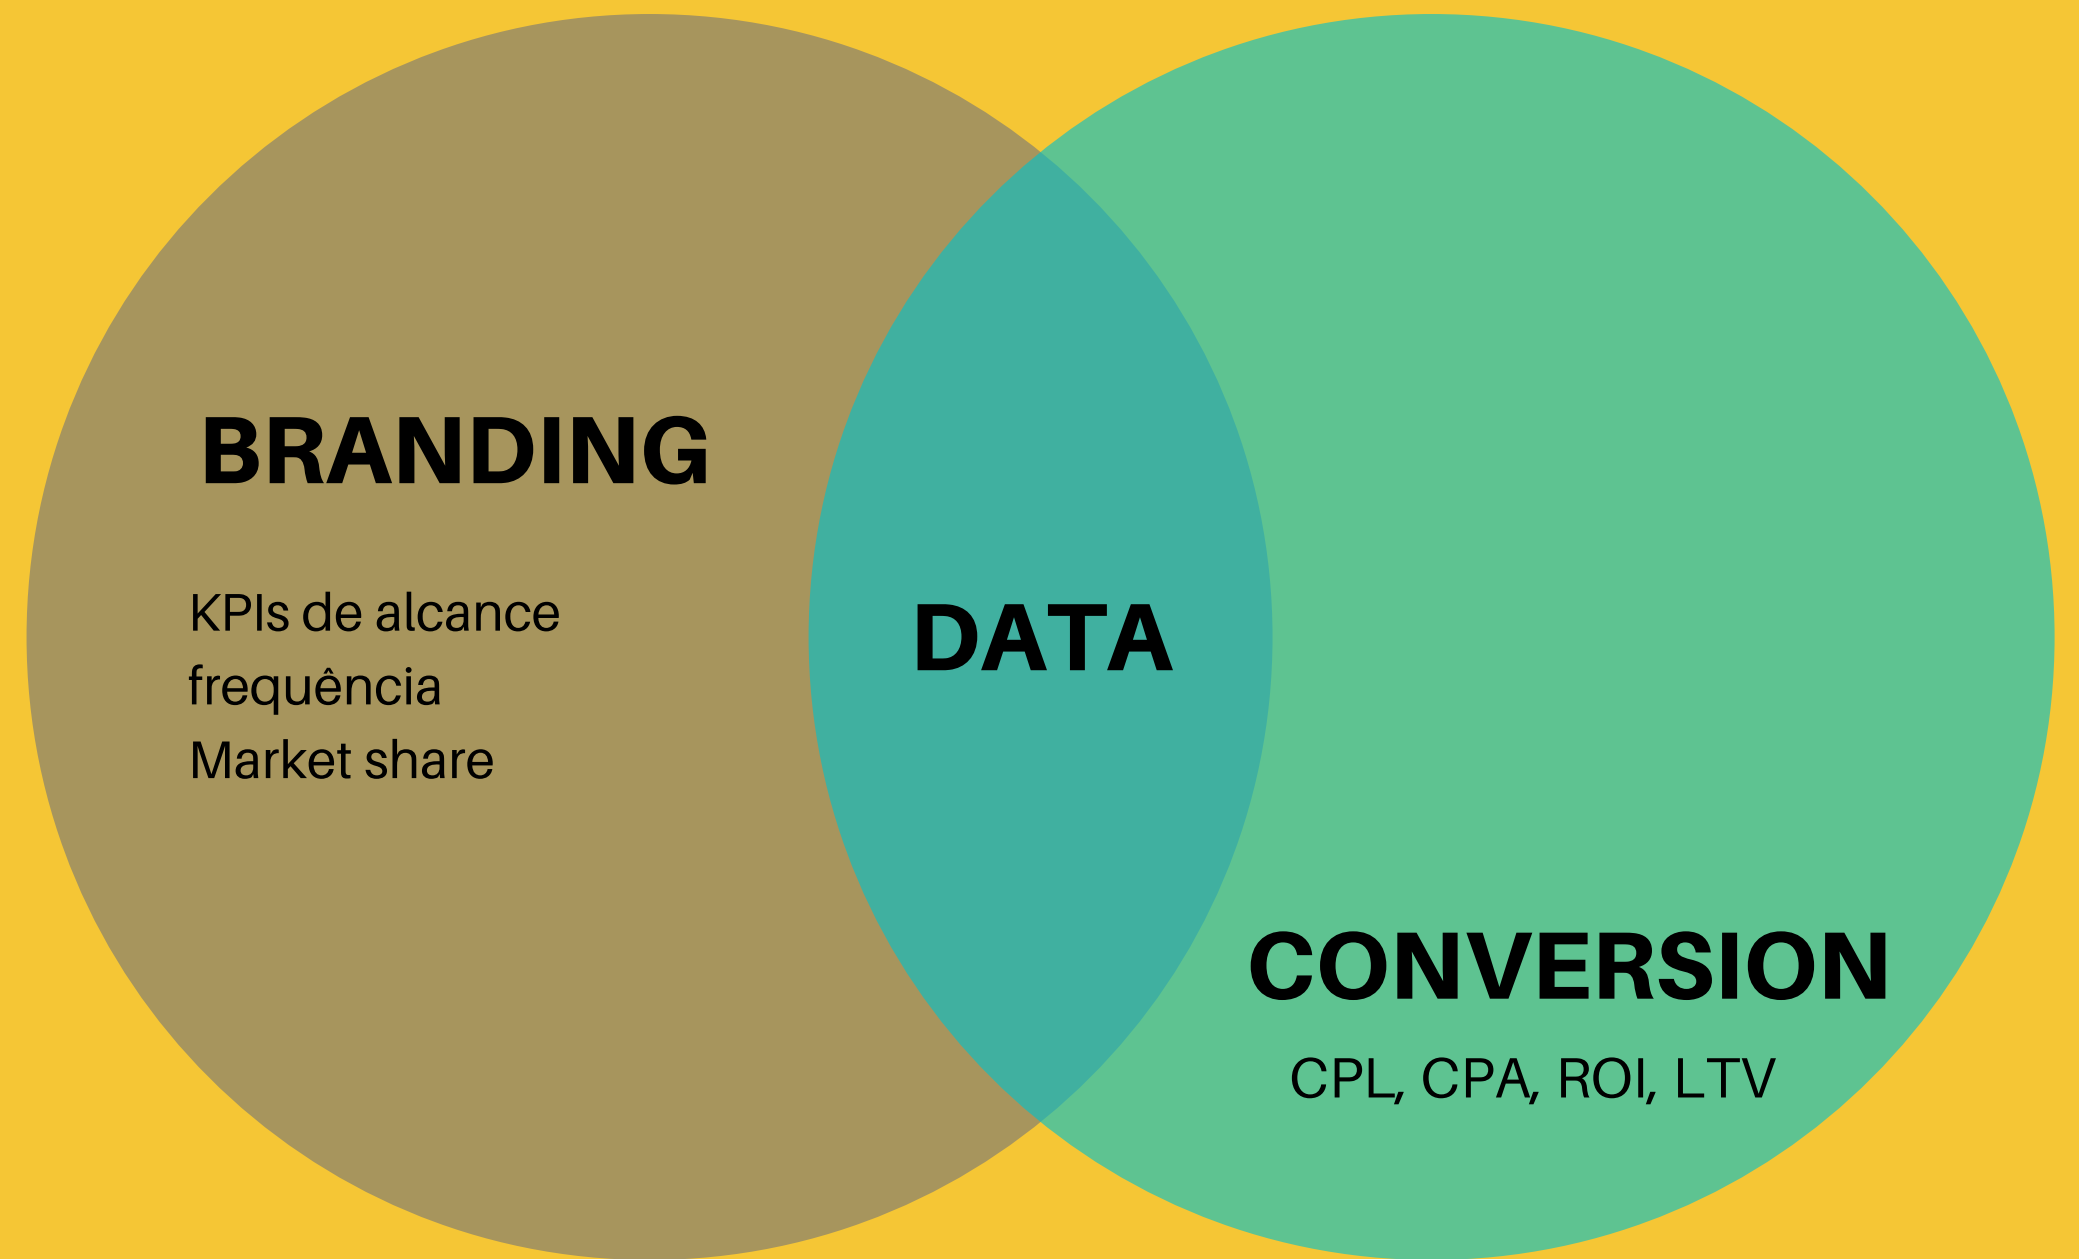 BRANDING
KPIs de alcance
frequência
Market share
DATA
CONVERSION
CPL, CPA, ROI, LTV